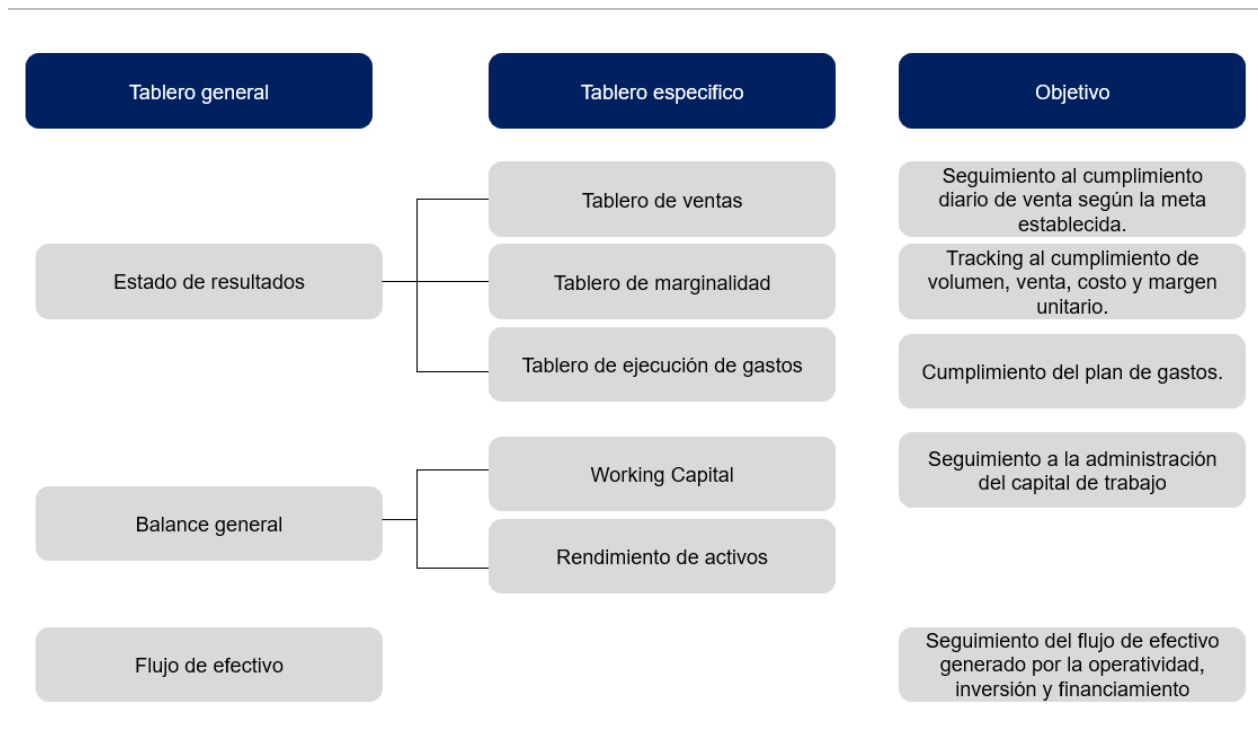 Tablero general
Tablero especifico
Objetivo
Estado de resultados
Tablero de ventas
Seguimiento al cumplimiento
diario de venta según la meta
establecida.
Tablero de marginalidad
Tracking al cumplimiento de
volumen, venta, costo y margen
unitario.
Tablero de ejecución de gastos
Cumplimiento del plan de gastos.
Balance general
Working Capital
Seguimiento a la administración
del capital de trabajo
Rendimiento de activos
Flujo de efectivo
Seguimiento del flujo de efectivo
generado por la operatividad,
inversión y financiamiento